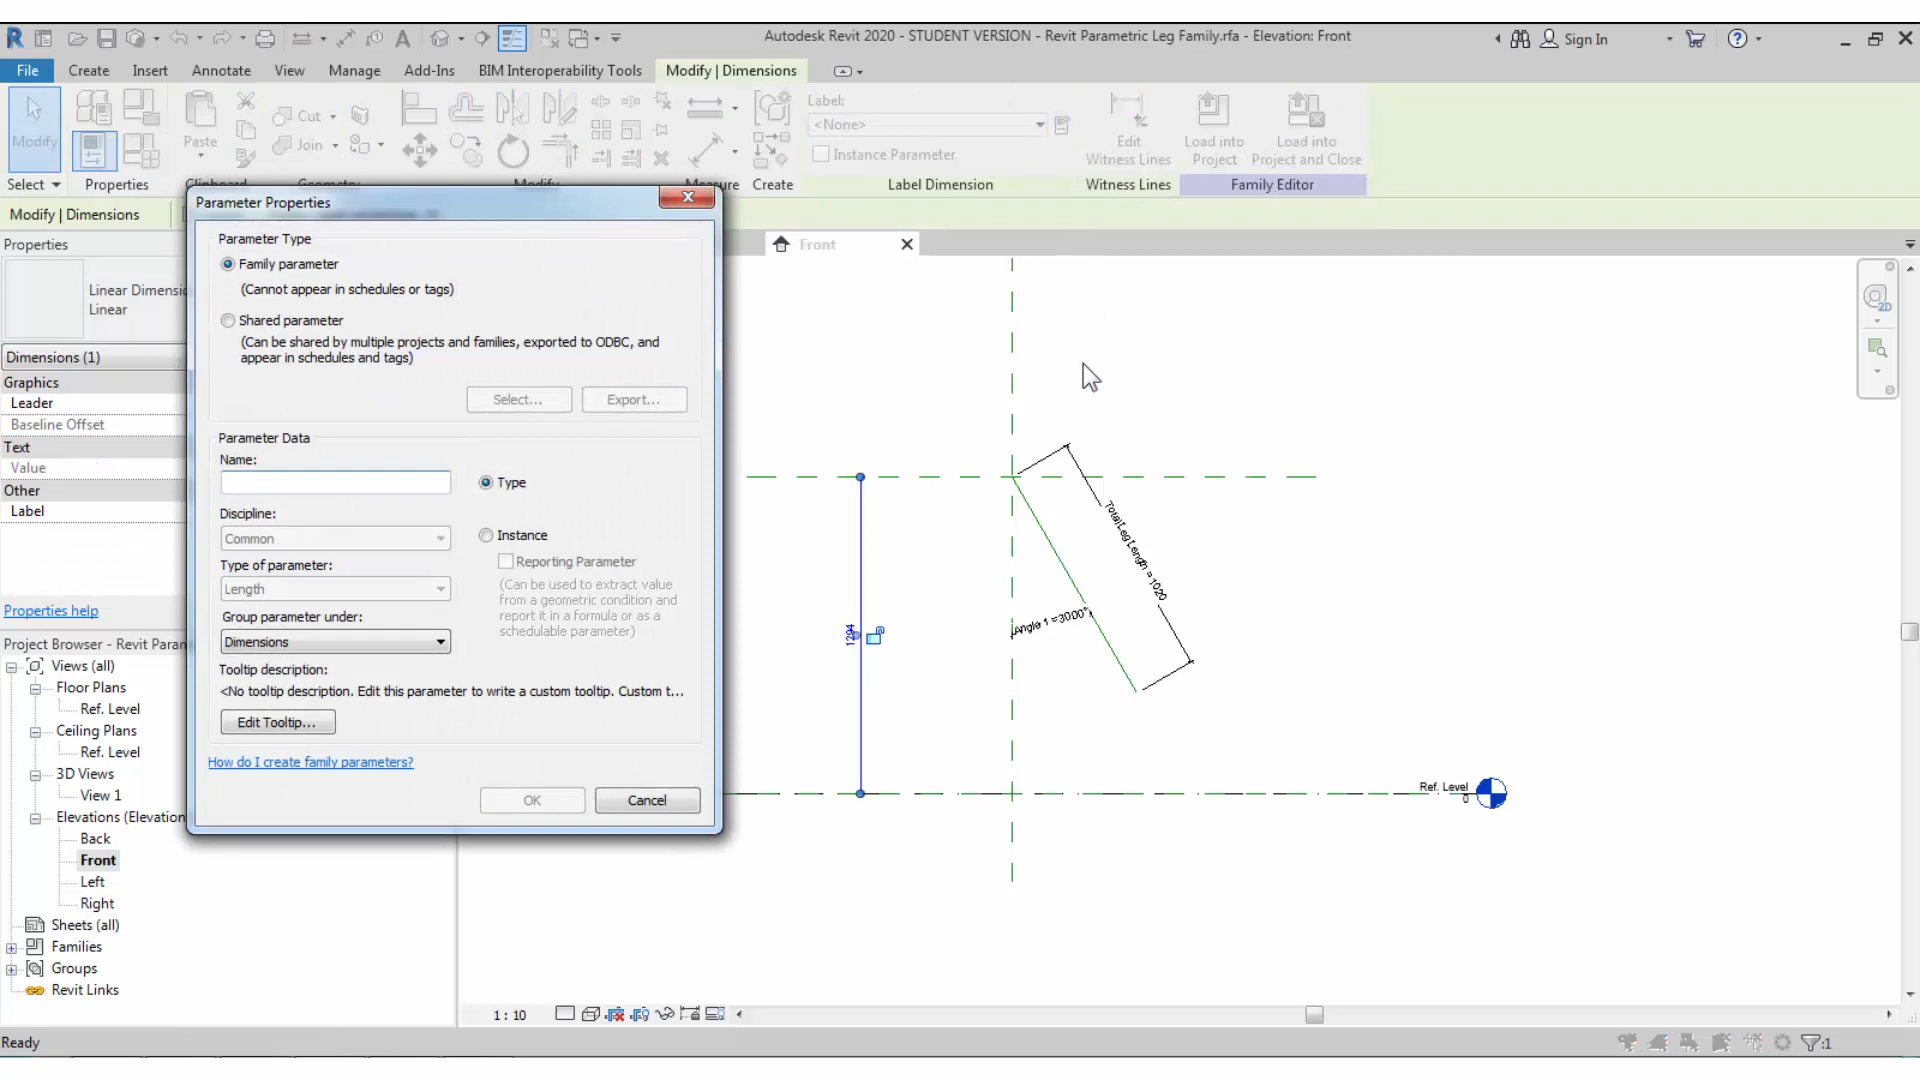 Autodesk Revit 2020 - STUDENT VERSION - Revit Parametric Leg Family.rfa - Elevation: Front
Sign In
File
Create
Insert
Annotate
View
Manage
Add-Ins
BIM Interoperability Tools
Modify | Dimensions
Modify
Select
Properties
Paste
Cut
Join
Clipboard
Geometry
Modify
Measure
Create
Label:
<None>
Instance Parameter
Label Dimension
Edit
Witness Lines
Witness Lines
Load into
Project
Load into
Project and Close
Family Editor
Modify | Dimensions
Properties
Linear Dimensi
Linear
Dimensions (1)
Graphics
Leader
Baseline Offset
Text
Value
Other
Label
Properties help
Project Browser - Revit Paran
Views (all)
Floor Plans
Ref. Level
Ceiling Plans
Ref. Level
3D Views
View 1
Elevations (Elevation
Back
Front
Left
Right
Sheets (all)
Families
Groups
Revit Links
Parameter Properties
Parameter Type
Family parameter
(Cannot appear in schedules or tags)
Shared parameter
(Can be shared by multiple projects and families, exported to ODBC, and
appear in schedules and tags)
Select...
Export...
Parameter Data
Name:
Type
Discipline:
Common
Instance
Type of parameter:
Reporting Parameter
Length
(Can be used to extract value
from a geometric condition and
report it in a formula or as a
schedulable parameter)
Group parameter under:
Dimensions
Tooltip description:
<No tooltip description. Edit this parameter to write a custom tooltip. Custom t...
Edit Tooltip...
How do I create family parameters?
OK
Cancel
Front
2D
Total Leg Length = 1020
Angle 1 = 30.00°
1294
Ref. Level
0
1 : 10
Ready
:1